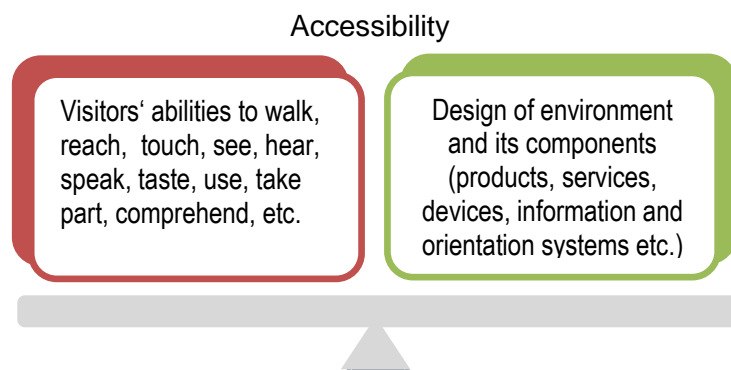 Accessibility
Visitors‘ abilities to walk,
reach, touch, see, hear,
speak, taste, use, take
part, comprehend, etc.
Design of environment
and its components
(products, services,
devices, information and
orientation systems etc.)